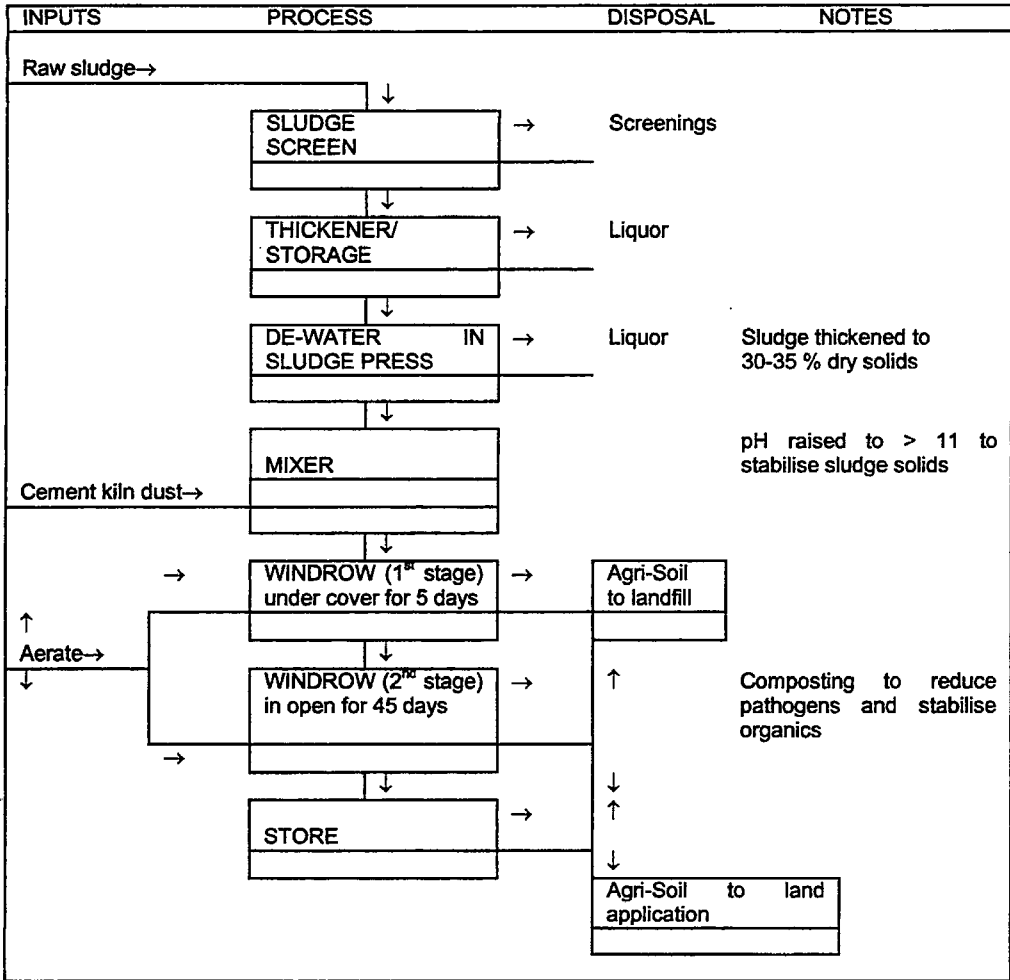 INPUTS PROCESS DISPOSAL NOTES
Raw sludge→
↓
SLUDGE → Screenings
SCREEN
↓
THICKENER/ → Liquor
STORAGE
↓
DE-WATER IN → Liquor Sludge thickened to
SLUDGE PRESS 30-35 % dry solids
↓
pH raised to > 11 to
MIXER stabilise sludge solids
Cement kiln dust→
↓
→ WINDROW (1st stage) → Agri-Soil
under cover for 5 days to landfill
↑
Aerate→ ↓
↓ WINDROW (2nd stage) → ↑ Composting to reduce
in open for 45 days pathogens and stabilise
organics
→
↓ ↓
→ ↑
STORE
↓
Agri-Soil to land
application